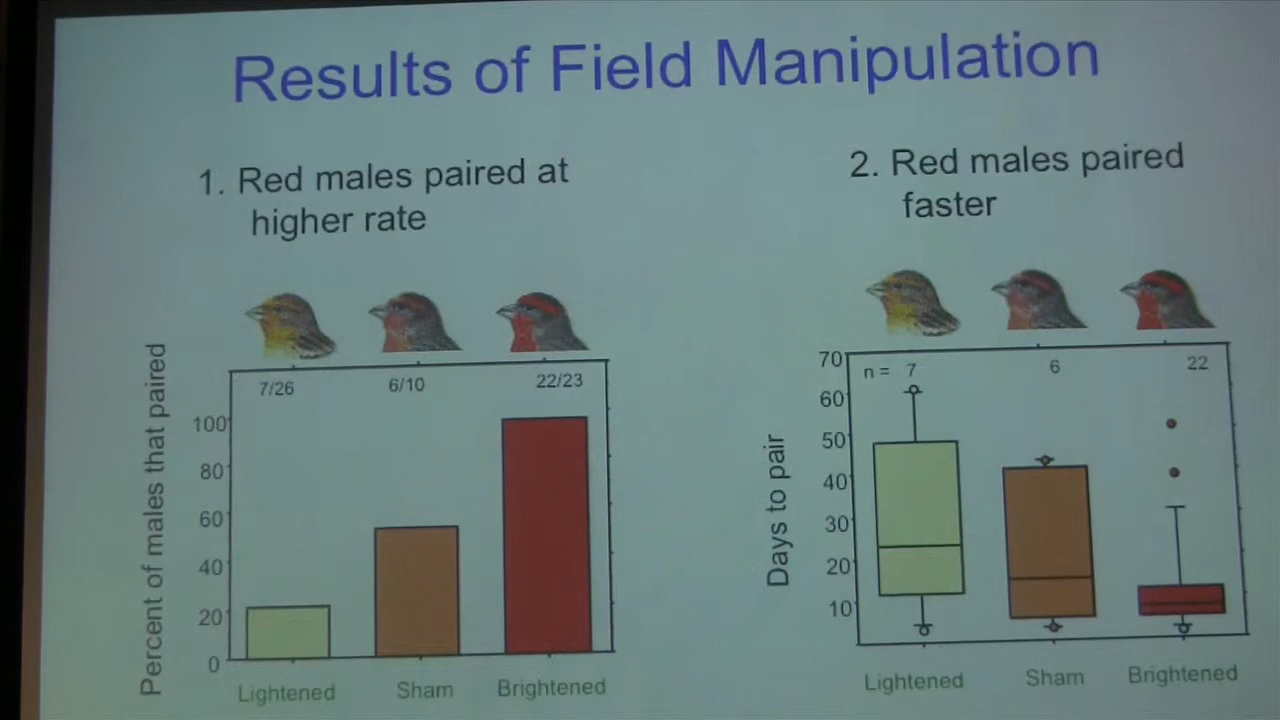 Results of Field Manipulation
1. Red males paired at
higher rate
2. Red males paired
faster
Percent of males that paired
7/26
6/10
22/23
100
80
60
40
20
0
Lightened
Sham
Brightened
Days to pair
n = 7
6
22
70
60
50
40
30
20
10
Lightened
Sham
Brightened